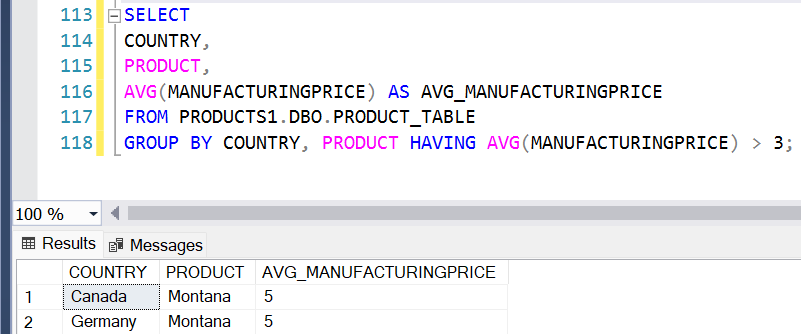 113 SELECT
114 COUNTRY,
115 PRODUCT,
116 AVG(MANUFACTURINGPRICE) AS AVG_MANUFACTURINGPRICE
117 FROM PRODUCTS1.DBO.PRODUCT_TABLE
118 GROUP BY COUNTRY, PRODUCT HAVING AVG(MANUFACTURINGPRICE) > 3;
100 %
Results Messages
COUNTRY PRODUCT AVG_MANUFACTURINGPRICE
1 Canada Montana 5
2 Germany Montana 5